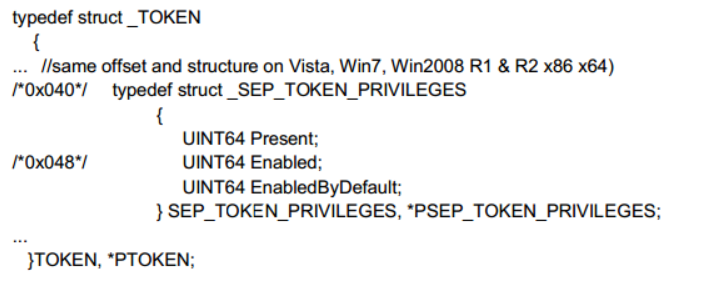 typedef struct _TOKEN
{
... //same offset and structure on Vista, Win7, Win2008 R1 & R2 x86 x64)
/*0x040*/ typedef struct _SEP_TOKEN_PRIVILEGES
{
UINT64 Present;
/*0x048*/ UINT64 Enabled;
UINT64 EnabledByDefault;
} SEP_TOKEN_PRIVILEGES, *PSEP_TOKEN_PRIVILEGES;
...
}TOKEN, *PTOKEN;